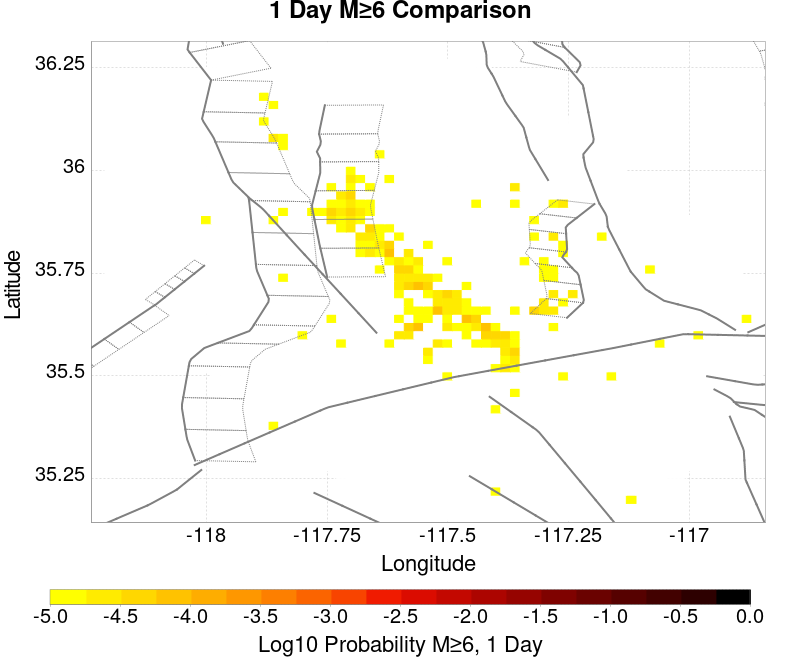 1 Day M≥6 Comparison
36.25
36
35.75
35.5
35.25
Latitude
-118 -117.75 -117.5 -117.25 -117
Longitude
-5.0 -4.5 -4.0 -3.5 -3.0 -2.5 -2.0 -1.5 -1.0 -0.5 0.0
Log10 Probability M≥6, 1 Day